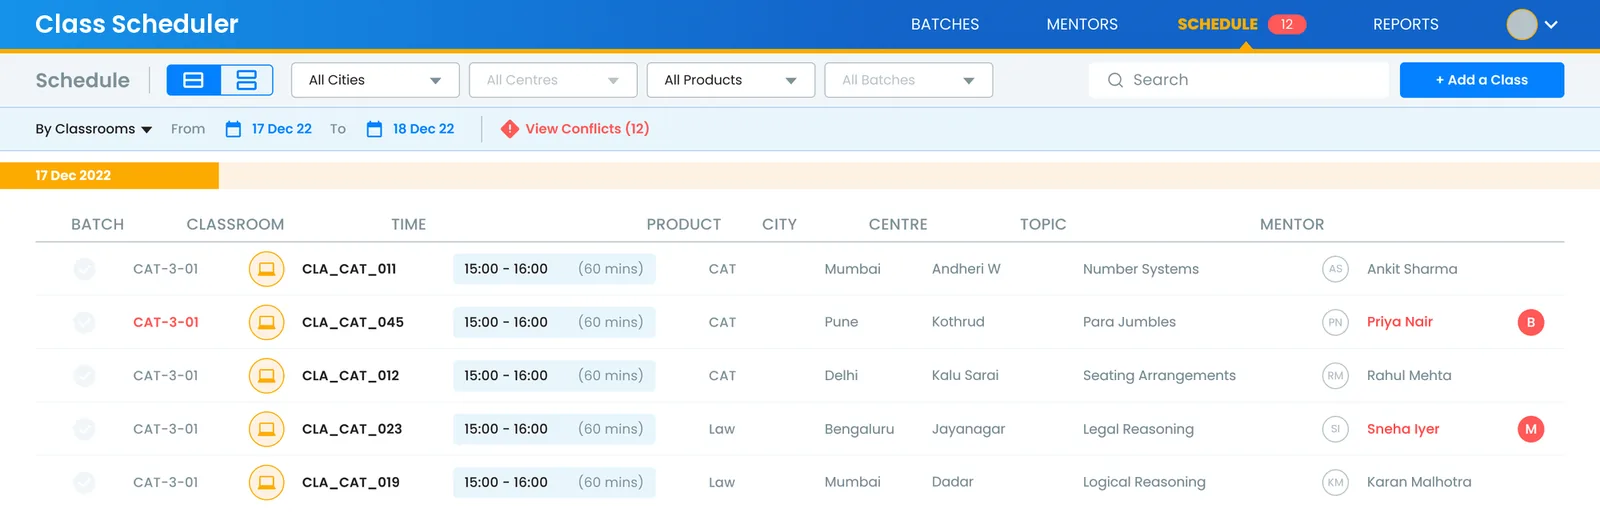 Class Scheduler BATCHES MENTORS SCHEDULE 12 REPORTS
Schedule All Cities All Centres All Products All Batches Search + Add a Class
By Classrooms From 17 Dec 22 To 18 Dec 22 View Conflicts (12)
17 Dec 2022
BATCH CLASSROOM TIME PRODUCT CITY CENTRE TOPIC MENTOR
CAT-3-01 CLA_CAT_011 15:00 - 16:00 (60 mins) CAT Mumbai Andheri W Number Systems AS Ankit Sharma
CAT-3-01 CLA_CAT_045 15:00 - 16:00 (60 mins) CAT Pune Kothrud Para Jumbles PN Priya Nair B
CAT-3-01 CLA_CAT_012 15:00 - 16:00 (60 mins) CAT Delhi Kalu Sarai Seating Arrangements RM Rahul Mehta
CAT-3-01 CLA_CAT_023 15:00 - 16:00 (60 mins) Law Bengaluru Jayanagar Legal Reasoning SI Sneha Iyer M
CAT-3-01 CLA_CAT_019 15:00 - 16:00 (60 mins) Law Mumbai Dadar Logical Reasoning KM Karan Malhotra